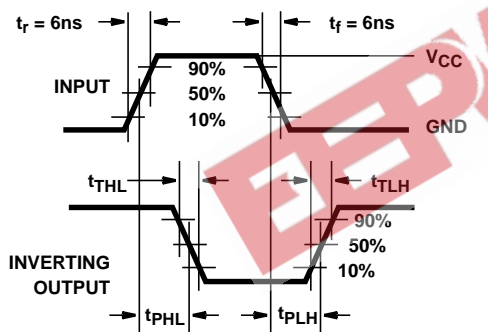 tr = 6ns
tf = 6ns
VCC
INPUT
90%
50%
10%
GND
tTHL
tTLH
90%
50%
10%
INVERTING
OUTPUT
tPHL
tPLH